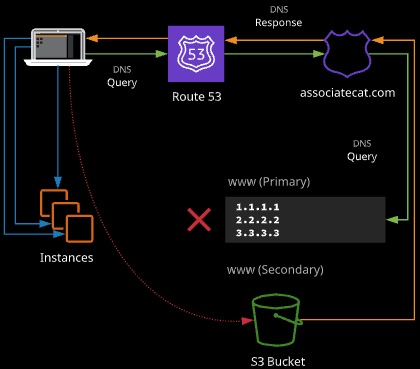 DNS
Response
53
DNS
Query
Route 53
associatecat.com
DNS
Query
www (Primary)
1.1.1.1
2.2.2.2
3.3.3.3
Instances
www (Secondary)
S3 Bucket